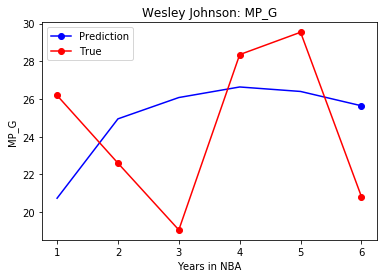 Wesley Johnson: MP_G
Prediction
True
30
28
26
24
22
20
MP_G
1 2 3 4 5 6
Years in NBA